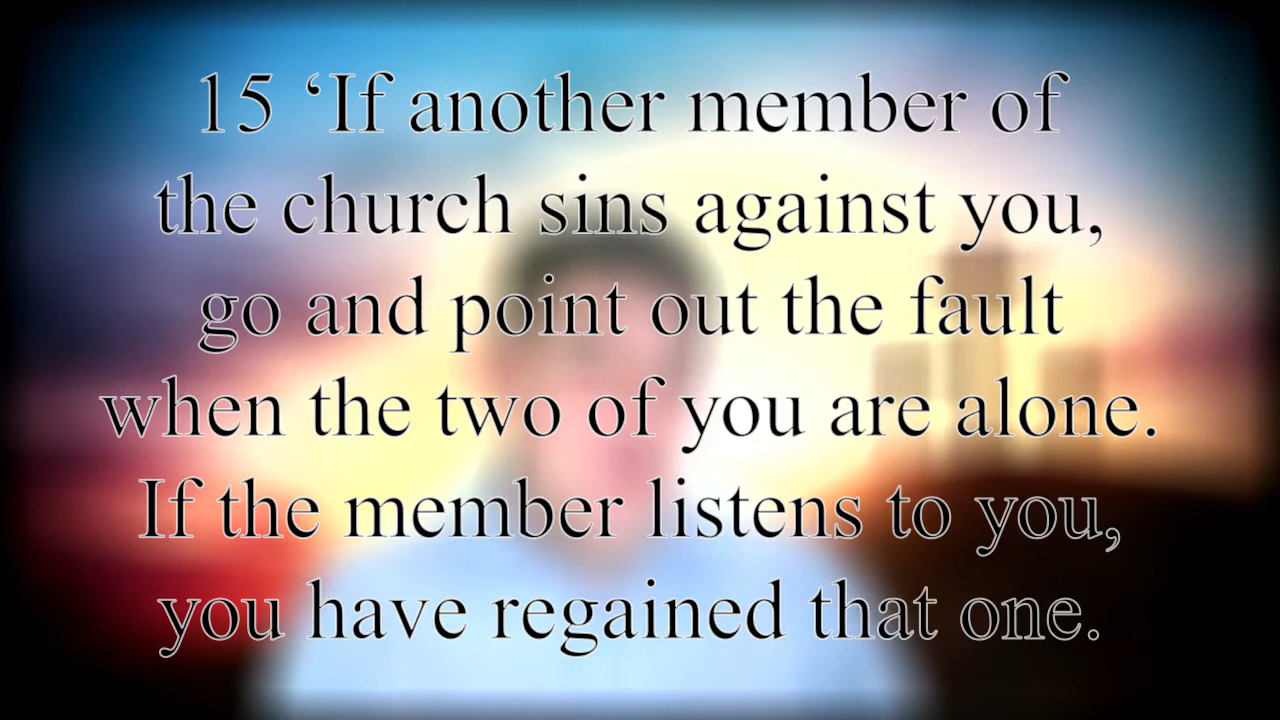 15 ‘If another member of
the church sins against you,
go and point out the fault
when the two of you are alone.
If the member listens to you,
you have regained that one.